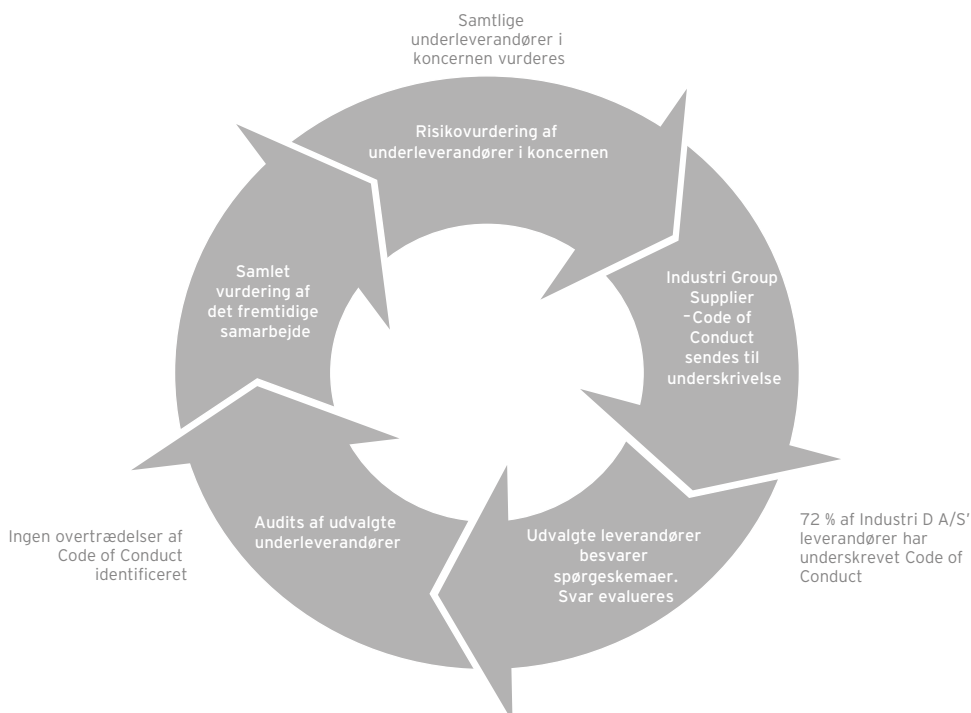 Samtlige
underleverandører i
koncernen vurderes
Risikovurdering af
underleverandører i koncernen
Industri Group
Supplier
–Code of
Conduct
sendes til
underskrivelse
72 % af Industri D A/S’
leverandører har
underskrevet Code of
Conduct
Udvalgte leverandører
besvarer
spørgeskemaer.
Svar evalueres
Audits af udvalgte
underleverandører
Ingen overtrædelser af
Code of Conduct
identificeret
Samlet
vurdering af
det fremtidige
samarbejde